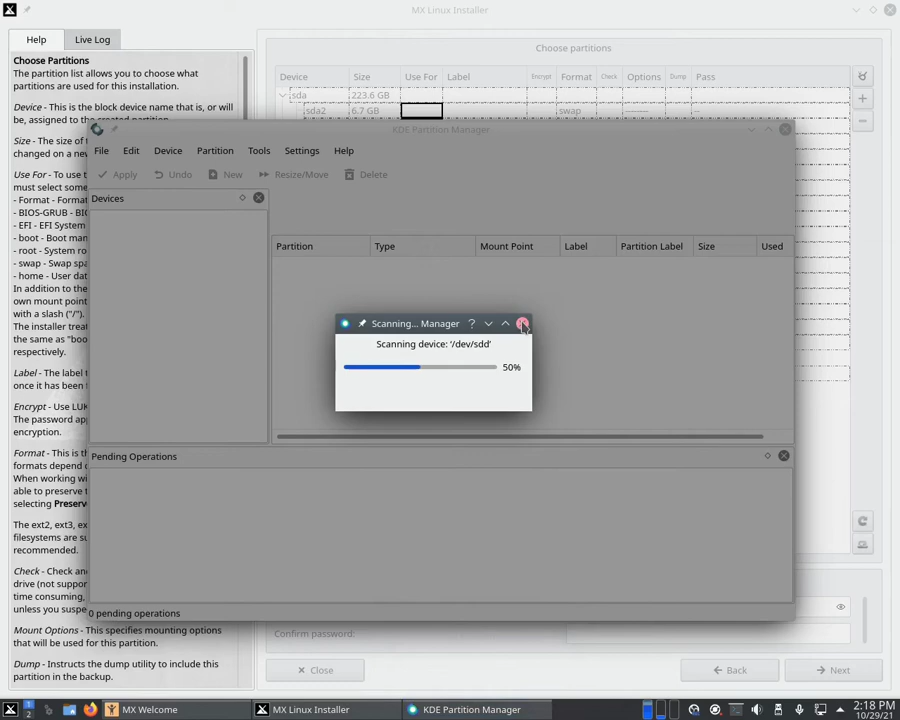 MX Linux Installer
Help
Live Log
Choose Partitions
The partition list allows you to choose what
partitions are used for this installation.
Device - This is the block device name that is, or will
be, assigned to the created partition.
Size - The size of t
changed on a new
Use For - To use t
must select some
- Format - Format
- BIOS-GRUB - BI
- EFI - EFI System
- boot - Boot man
- root - System ro
- swap - Swap spa
- home - User dat
In addition to the
own mount point
with a slash ("/")
The installer treat
the same as "boo
respectively.
Label - The label t
once it has been f
Encrypt - Use LUK
The password app
encryption.
Format - This is th
formats depend o
When working wi
able to preserve t
selecting Preserv
The ext2, ext3, ex
filesystems are su
recommended.
Check - Check and
drive (not support
time consuming,
unless you suspe
Mount Options - This specifies mounting options
that will be used for this partition.
Dump - Instructs the dump utility to include this
partition in the backup.
Choose partitions
Device Size Use For Label Encrypt Format Check Options Dump Pass
sda 223.6 GB
sda2 6.7 GB swap
KDE Partition Manager
File Edit Device Partition Tools Settings Help
Apply Undo New Resize/Move Delete
Devices
Partition Type Mount Point Label Partition Label Size Used
Scanning... Manager
Scanning device: '/dev/sdd'
50%
Pending Operations
0 pending operations
Confirm password:
Close
Back
Next
1
2
MX Welcome
MX Linux Installer
KDE Partition Manager
2:18 PM
10/29/21